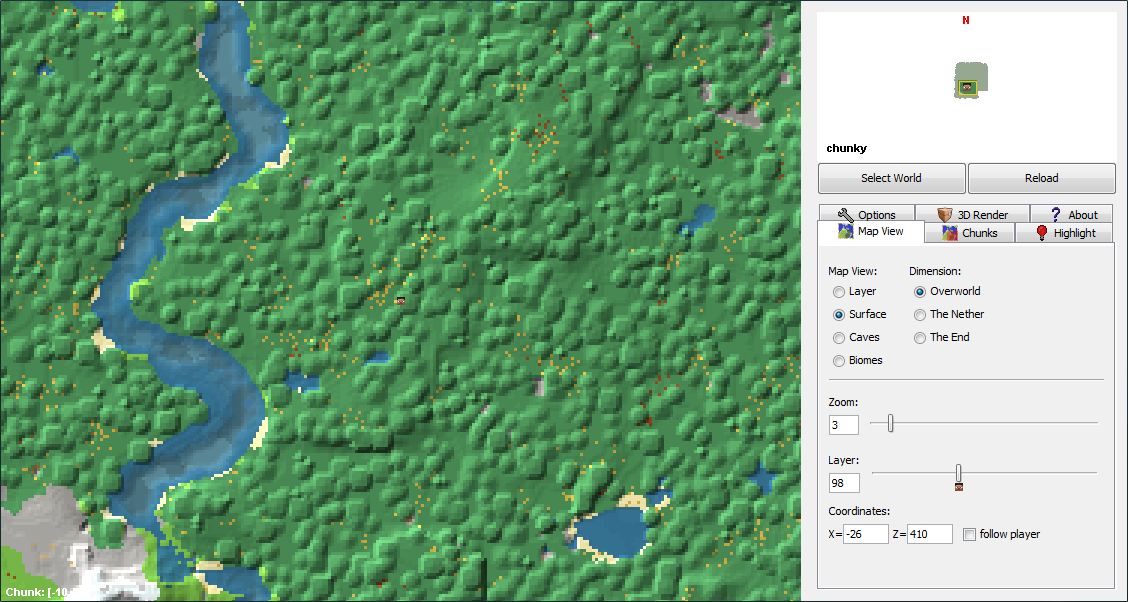 N
chunky
Select World Reload
Options 3D Render ? About
Map View Chunks Highlight
Map View: Dimension:
Layer Overworld
Surface The Nether
Caves The End
Biomes
Zoom:
3
Layer:
98
Coordinates:
X= -26 Z= 410 follow player
Chunk: [-10